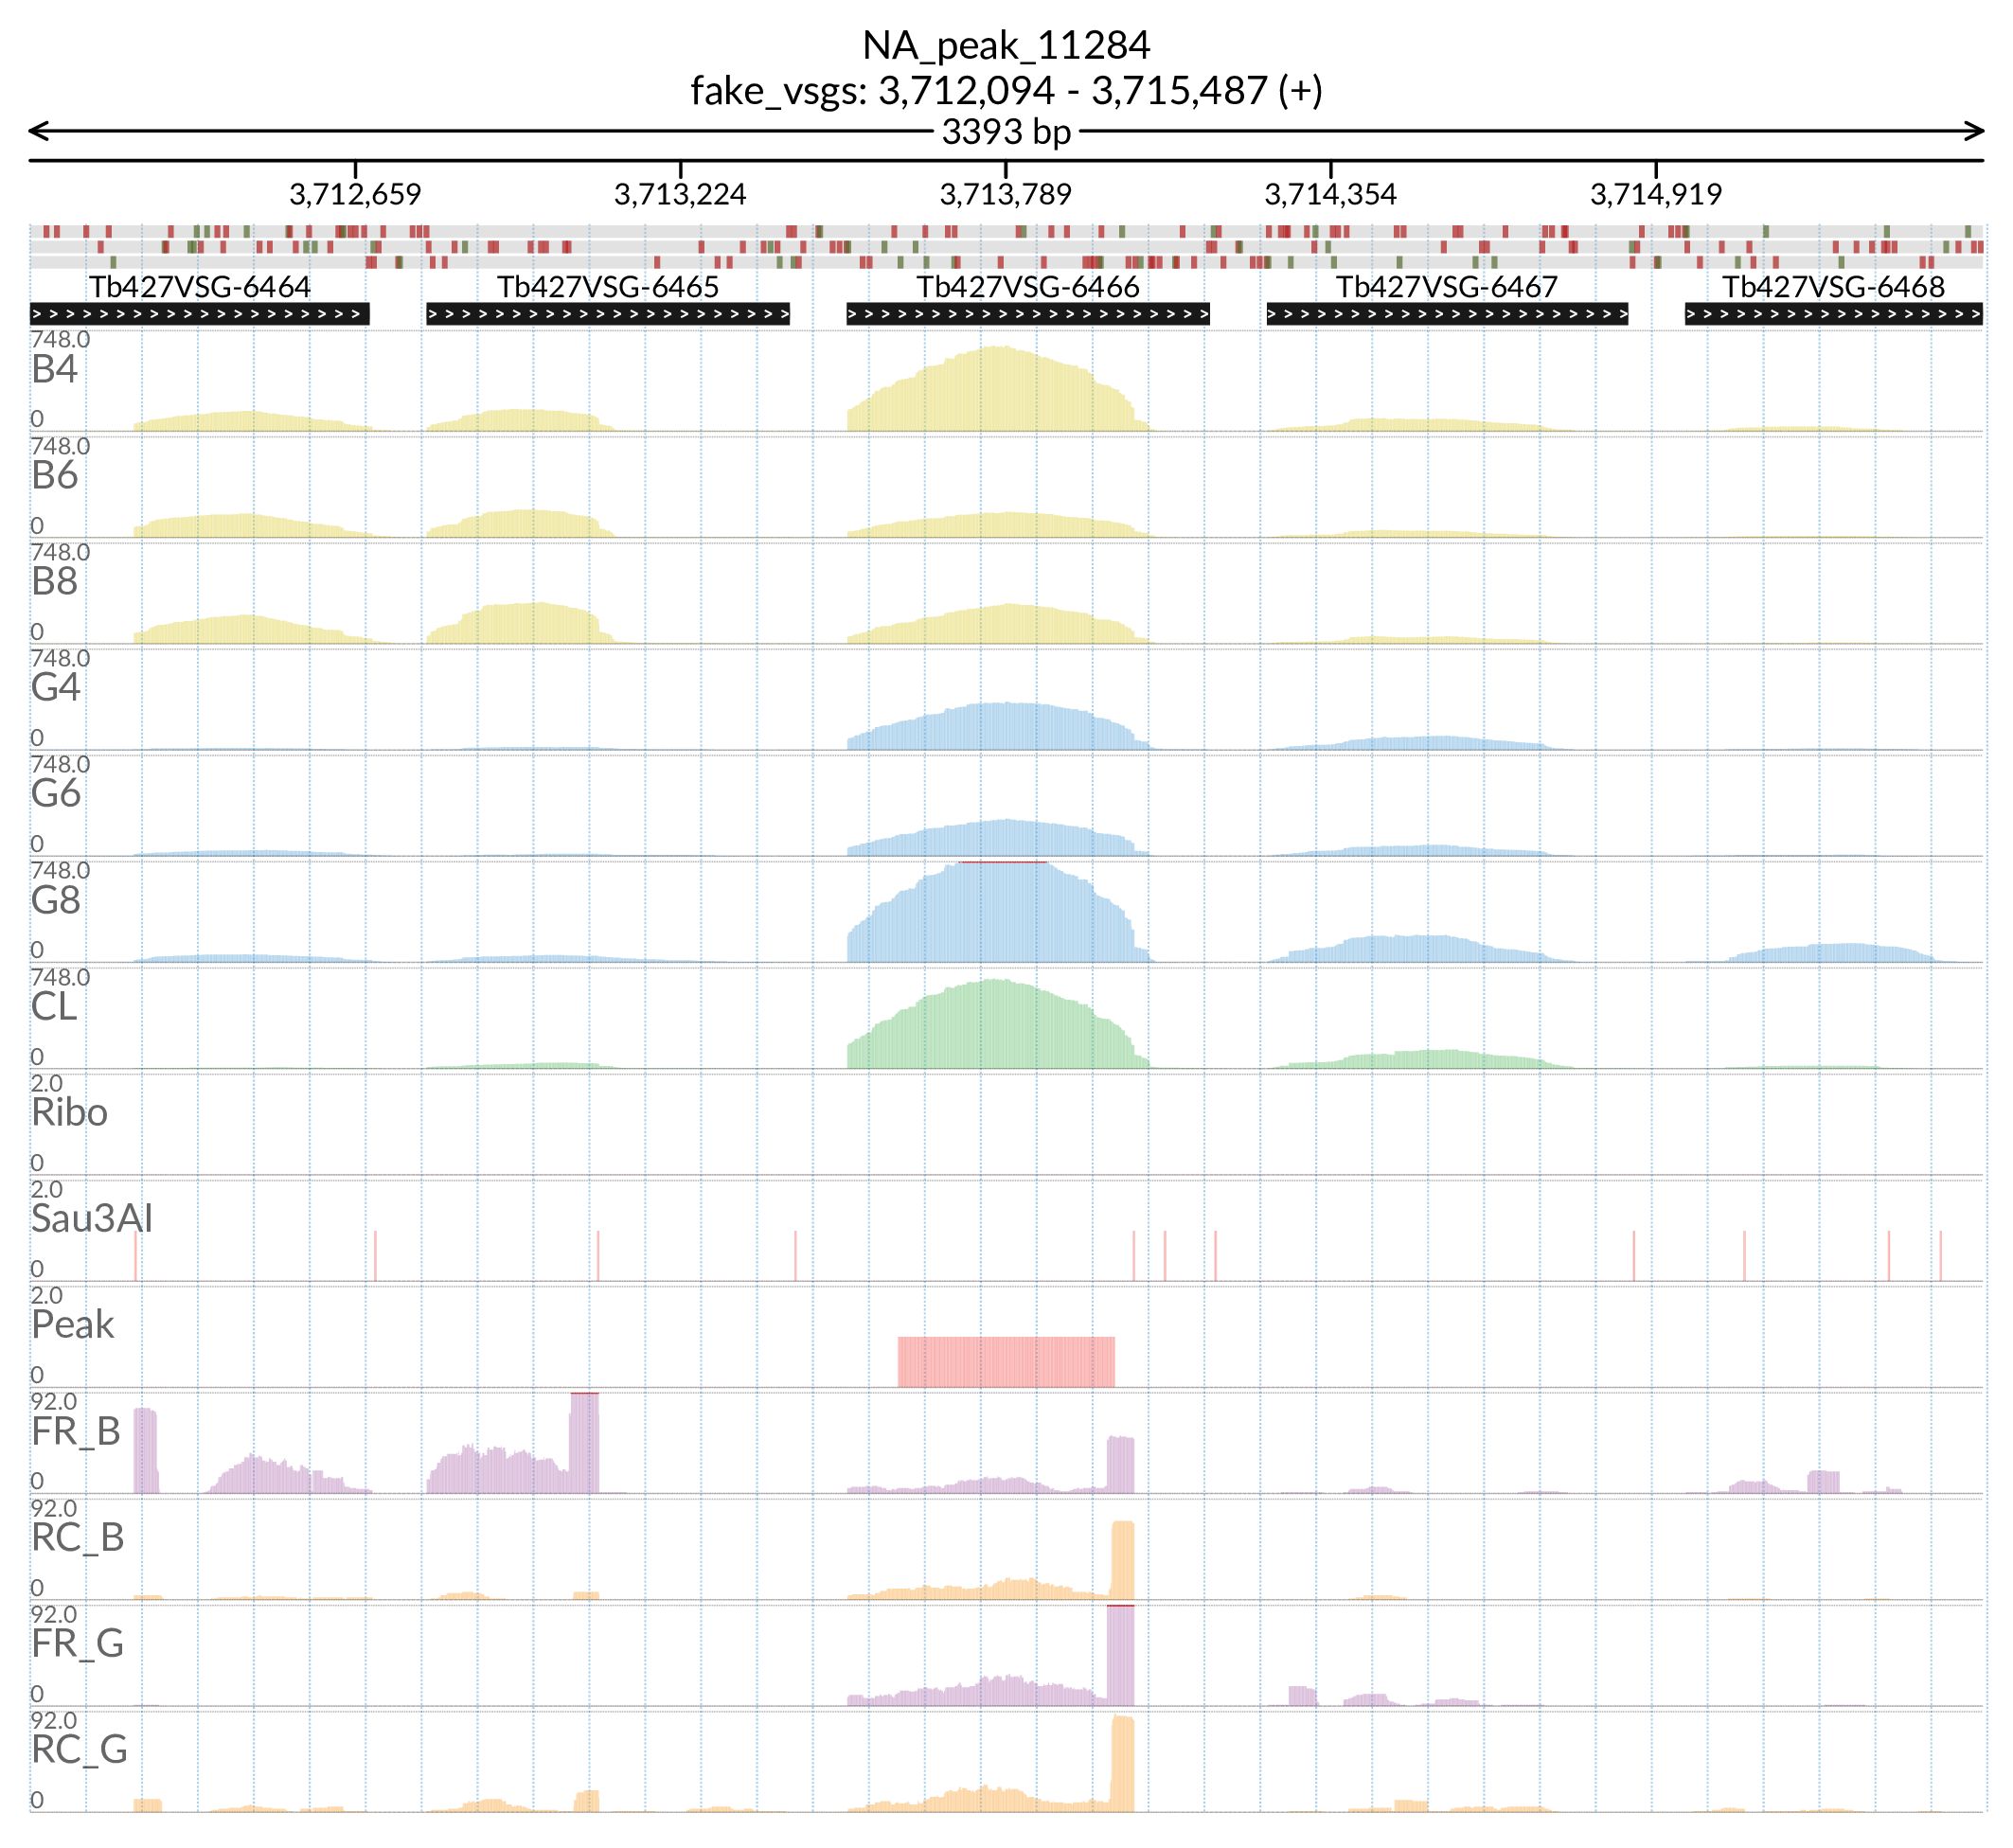 NA_peak_11284
fake_vsgs: 3,712,094 - 3,715,487 (+)
3393 bp
3,712,659 3,713,224 3,713,789 3,714,354 3,714,919
Tb427VSG-6464 Tb427VSG-6465 Tb427VSG-6466 Tb427VSG-6467 Tb427VSG-6468
748.0
B4
0
748.0
B6
0
748.0
B8
0
748.0
G4
0
748.0
G6
0
748.0
G8
0
748.0
CL
0
2.0
Ribo
0
2.0
Sau3AI
0
2.0
Peak
0
92.0
FR_B
0
92.0
RC_B
0
92.0
FR_G
0
92.0
RC_G
0